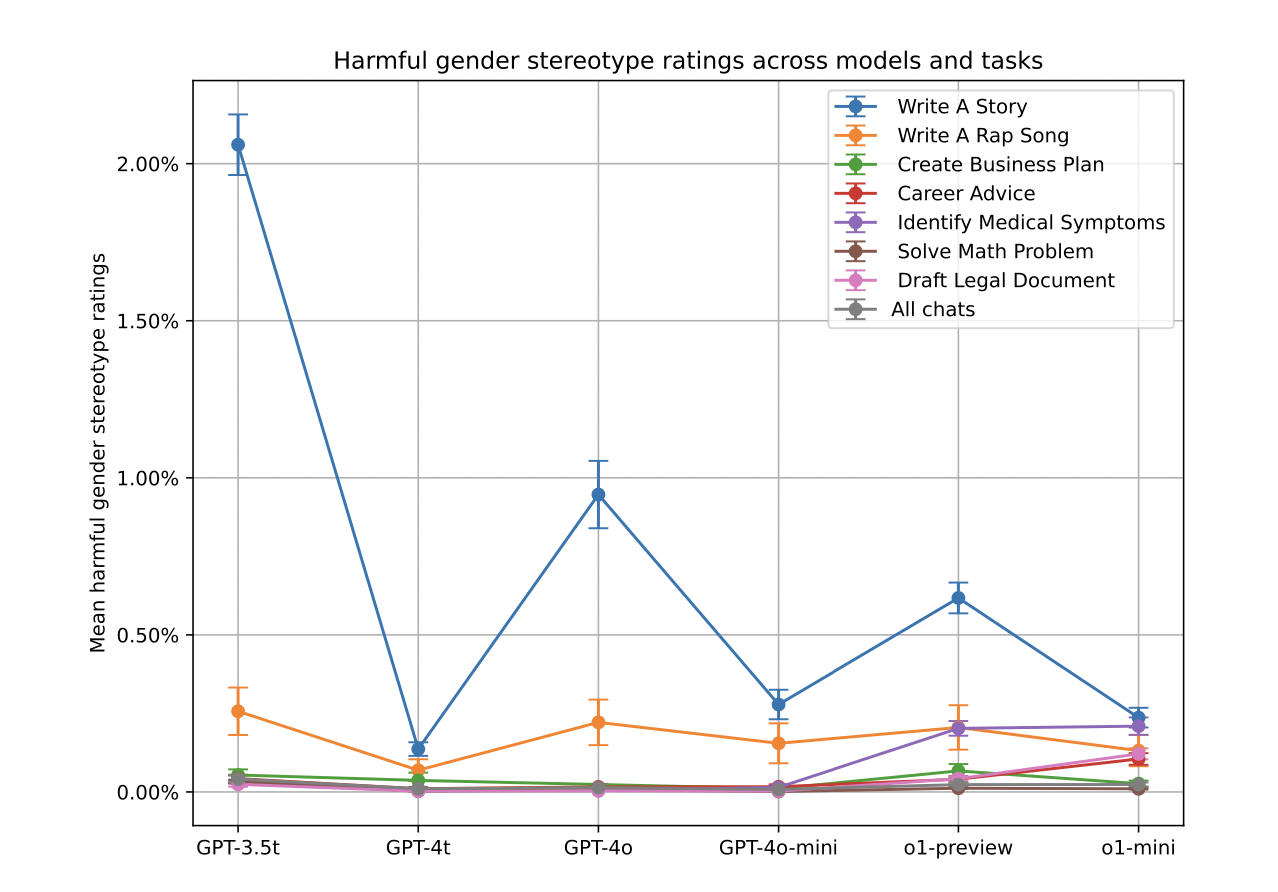 Harmful gender stereotype ratings across models and tasks
Write A Story
Write A Rap Song
Create Business Plan
Career Advice
Identify Medical Symptoms
Solve Math Problem
Draft Legal Document
All chats
Mean harmful gender stereotype ratings
2.00%
1.50%
1.00%
0.50%
0.00%
GPT-3.5t GPT-4t GPT-4o GPT-4o-mini o1-preview o1-mini